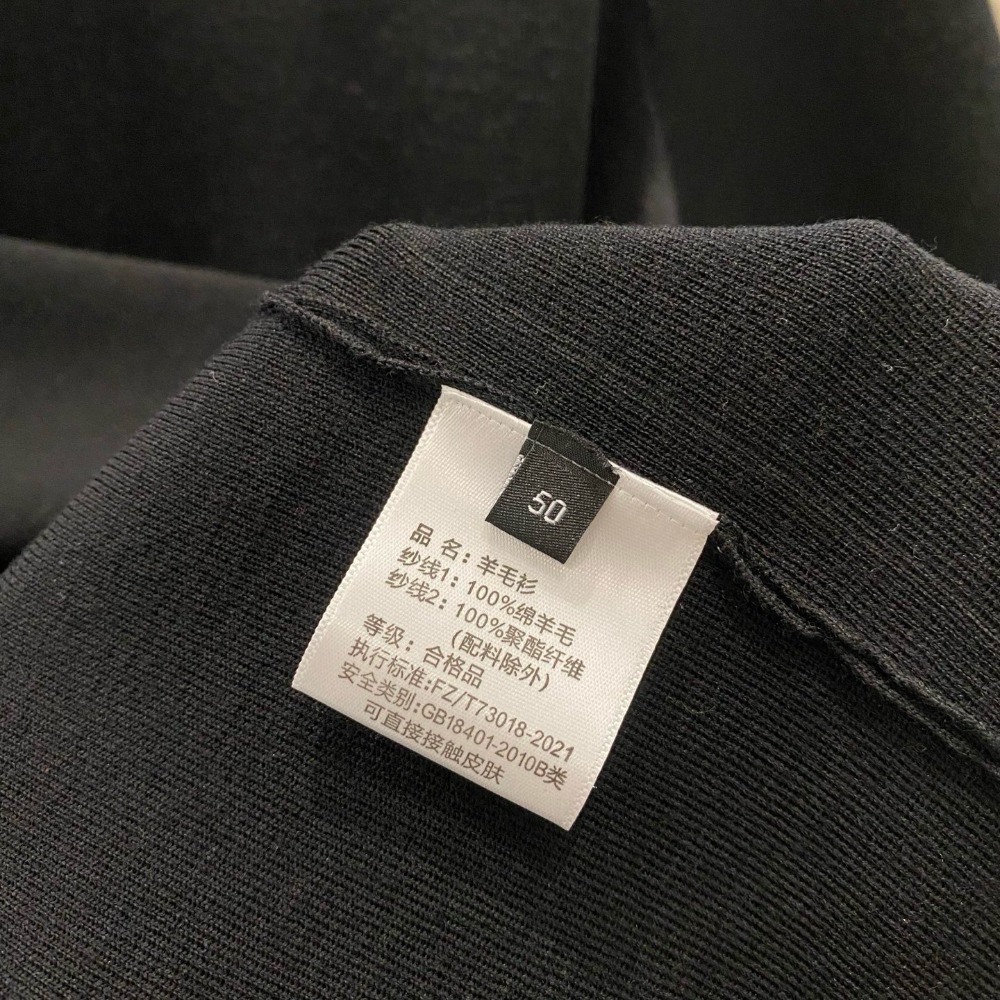 50
品 名：羊毛衫
纱线1：100%绵羊毛
纱线2：100%聚酯纤维
(配料除外)
等级：合格品
执行标准:FZ/T73018-2021
安全类别:GB18401-2010B类
可直接接触皮肤